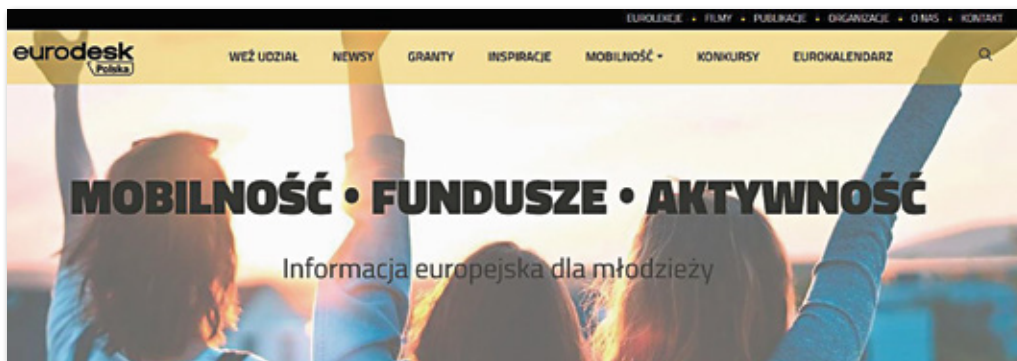 EUROLEKCJE • FILMY • PUBLIKACJE • ORGANIZACJE • O NAS • KONTAKT
eurodesk
Polska
WEŹ UDZIAŁ NEWSY GRANTY INSPIRACJE MOBILNOŚĆ KONKURSY EUROKALENDARZ
MOBILNOŚĆ • FUNDUSZE • AKTYWNOŚĆ
Informacja europejska dla młodzieży